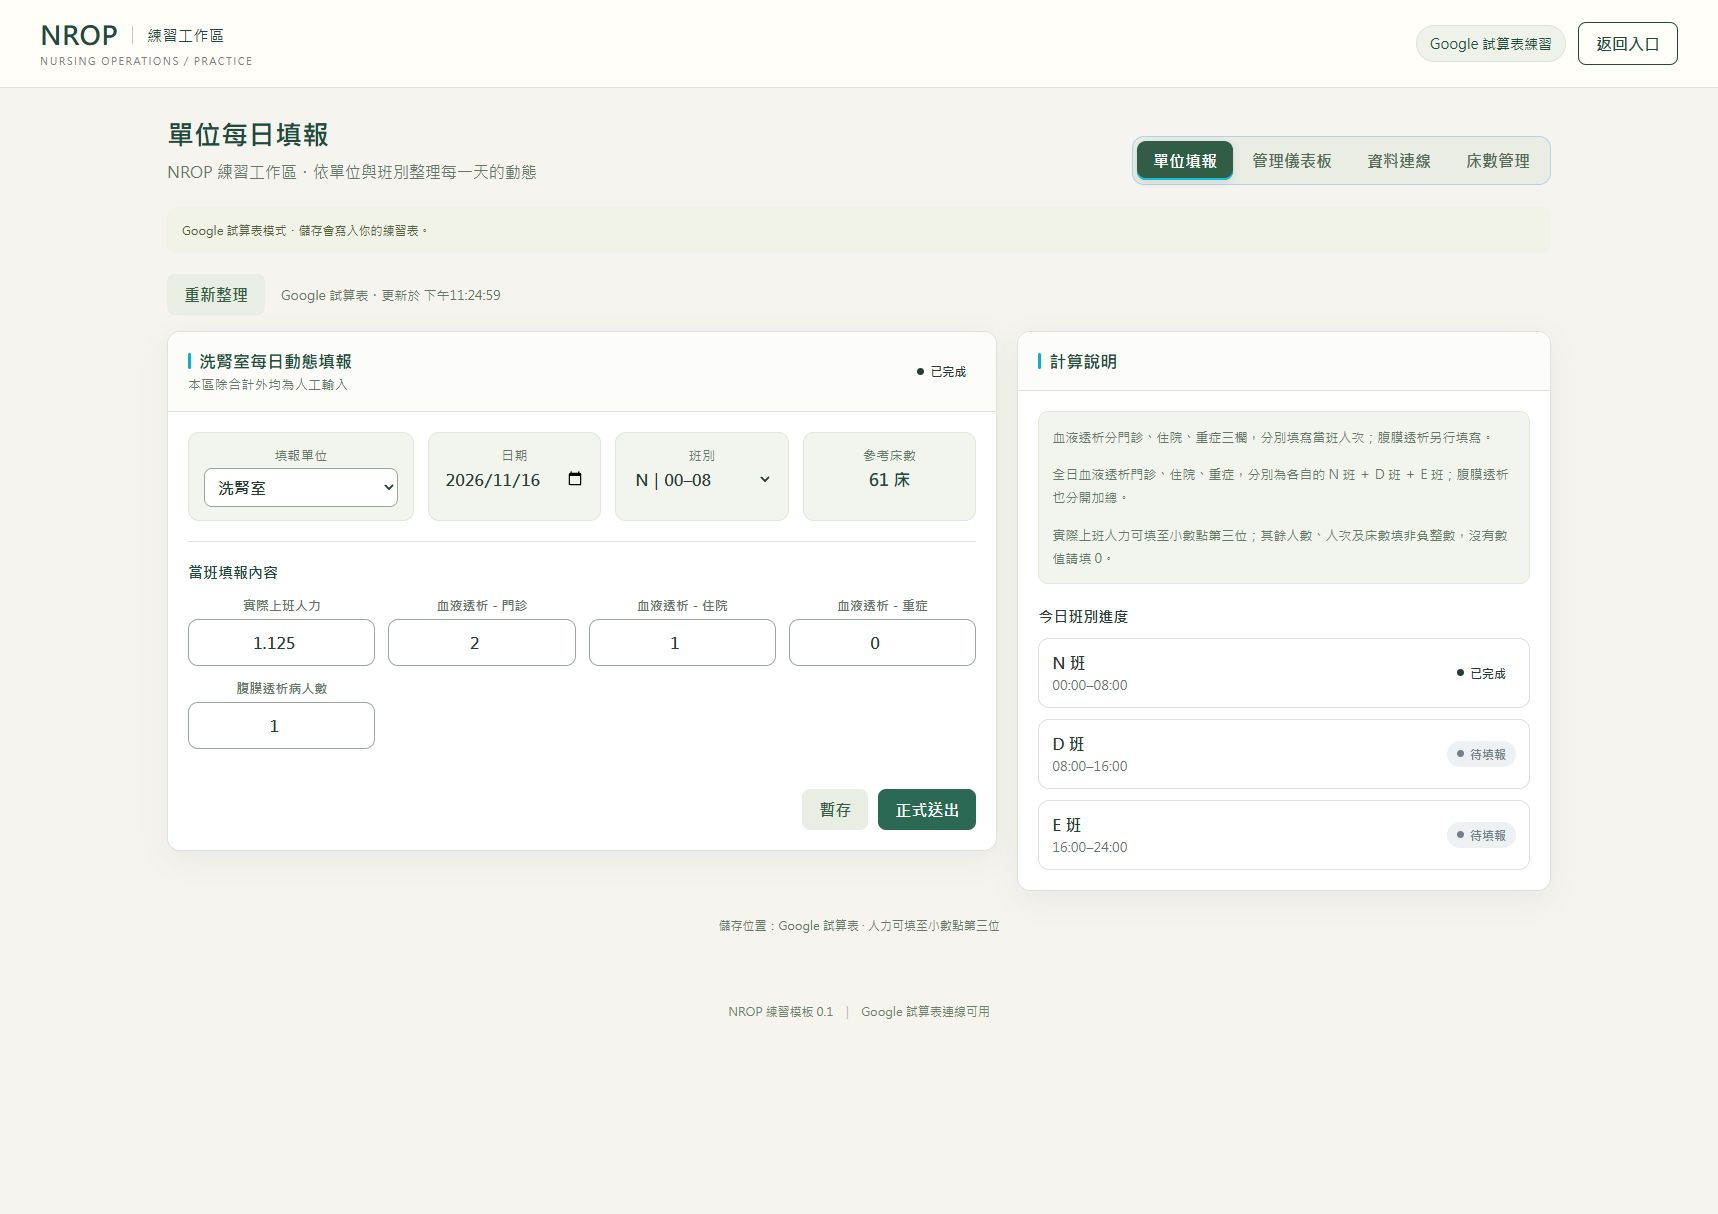 NROP
練習工作區
NURSING OPERATIONS / PRACTICE
Google 試算表練習
返回入口
單位每日填報
NROP 練習工作區・依單位與班別整理每一天的動態
單位填報
管理儀表板
資料連線
床數管理
Google 試算表模式・儲存會寫入你的練習表。
重新整理
Google 試算表・更新於 下午11:24:59
洗腎室每日動態填報
本區除合計外均為人工輸入
已完成
填報單位
洗腎室
日期
2026/11/16
班別
N | 00–08
參考床數
61 床
當班填報內容
實際上班人力
1.125
血液透析 - 門診
2
血液透析 - 住院
1
血液透析 - 重症
0
腹膜透析病人數
1
暫存
正式送出
計算說明
血液透析分門診、住院、重症三欄，分別填寫當班人次；腹膜透析另行填寫。
全日血液透析門診、住院、重症，分別為各自的 N 班 + D 班 + E 班；腹膜透析
也分開加總。
實際上班人力可填至小數點第三位；其餘人數、人次及床數填非負整數，沒有數
值請填 0。
今日班別進度
N 班
00:00–08:00
已完成
D 班
08:00–16:00
待填報
E 班
16:00–24:00
待填報
儲存位置：Google 試算表 · 人力可填至小數點第三位
NROP 練習模板 0.1 | Google 試算表連線可用